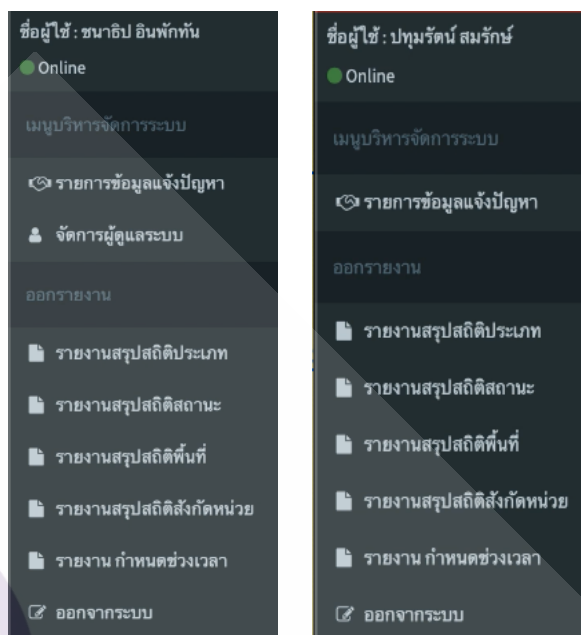 ชื่อผู้ใช้ : ชนาธิป อินพักทัน
Online
เมนูบริหารจัดการระบบ
รายการข้อมูลแจ้งปัญหา
จัดการผู้ดูแลระบบ
ออกรายงาน
รายงานสรุปสถิติประเภท
รายงานสรุปสถิติสถานะ
รายงานสรุปสถิติพื้นที่
รายงานสรุปสถิติสังกัดหน่วย
รายงาน กำหนดช่วงเวลา
ออกจากระบบ
ชื่อผู้ใช้ : ปทุมรัตน์ สมรักษ์
Online
เมนูบริหารจัดการระบบ
รายการข้อมูลแจ้งปัญหา
ออกรายงาน
รายงานสรุปสถิติประเภท
รายงานสรุปสถิติสถานะ
รายงานสรุปสถิติพื้นที่
รายงานสรุปสถิติสังกัดหน่วย
รายงาน กำหนดช่วงเวลา
ออกจากระบบ